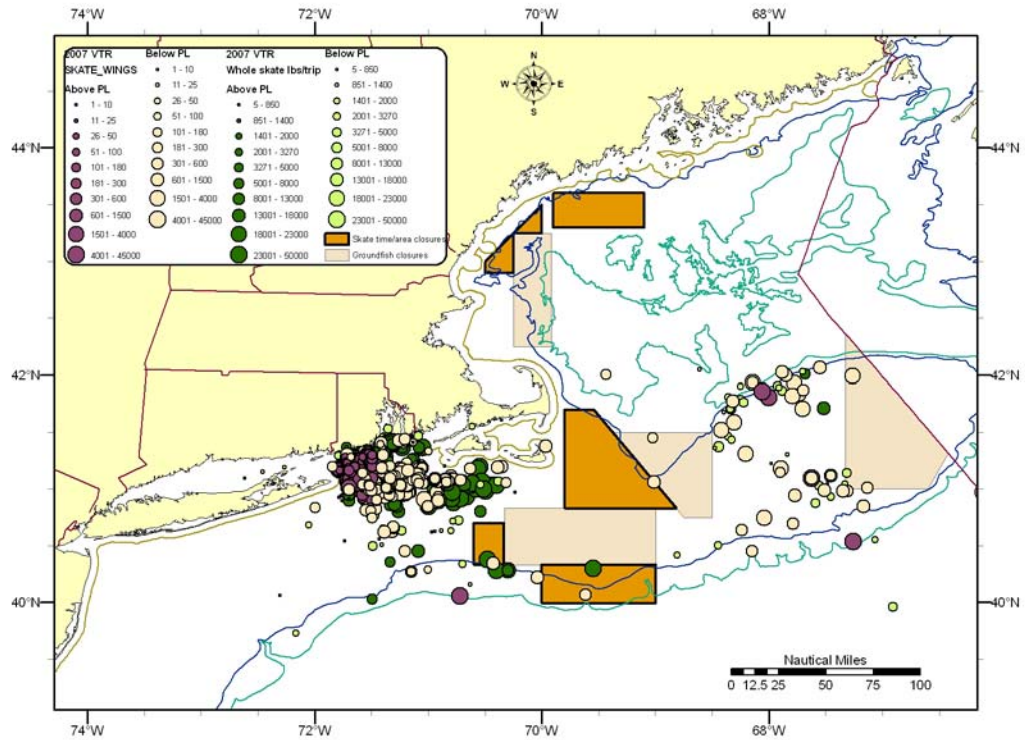 74°W 72°W 70°W 68°W
2007 VTR Below PL 2007 VTR Below PL
SKATE_WINGS 1 - 10 Whole skate lbs/trip 5 - 850
Above PL 11 - 25 Above PL 851 - 1400
1 - 10 26 - 50 5 - 850 1401 - 2000
11 - 25 51 - 100 851 - 1400 2001 - 3270
26 - 50 101 - 180 1401 - 2000 3271 - 5000
51 - 100 181 - 300 2001 - 3270 5001 - 8000
101 - 180 301 - 600 3271 - 5000 8001 - 13000
181 - 300 601 - 1500 5001 - 8000 13001 - 18000
301 - 600 1501 - 4000 8001 - 13000 18001 - 23000
601 - 1500 4001 - 45000 13001 - 18000 23001 - 50000
1501 - 4000 18001 - 23000 Skate time/area closures
4001 - 45000 23001 - 50000 Groundfish closures
N
W E
S
44°N 44°N
42°N 42°N
40°N 40°N
Nautical Miles
0 12.5 25 50 75 100
74°W 72°W 70°W 68°W